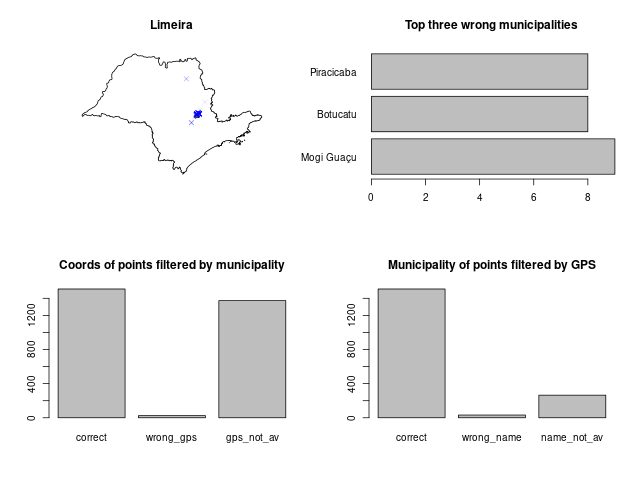 Limeira
Top three wrong municipalities
Piracicaba
Botucatu
Mogi Guaçu
0 2 4 6 8
Coords of points filtered by municipality
0 400 800 1200
correct wrong_gps gps_not_av
Municipality of points filtered by GPS
0 400 800 1200
correct wrong_name name_not_av